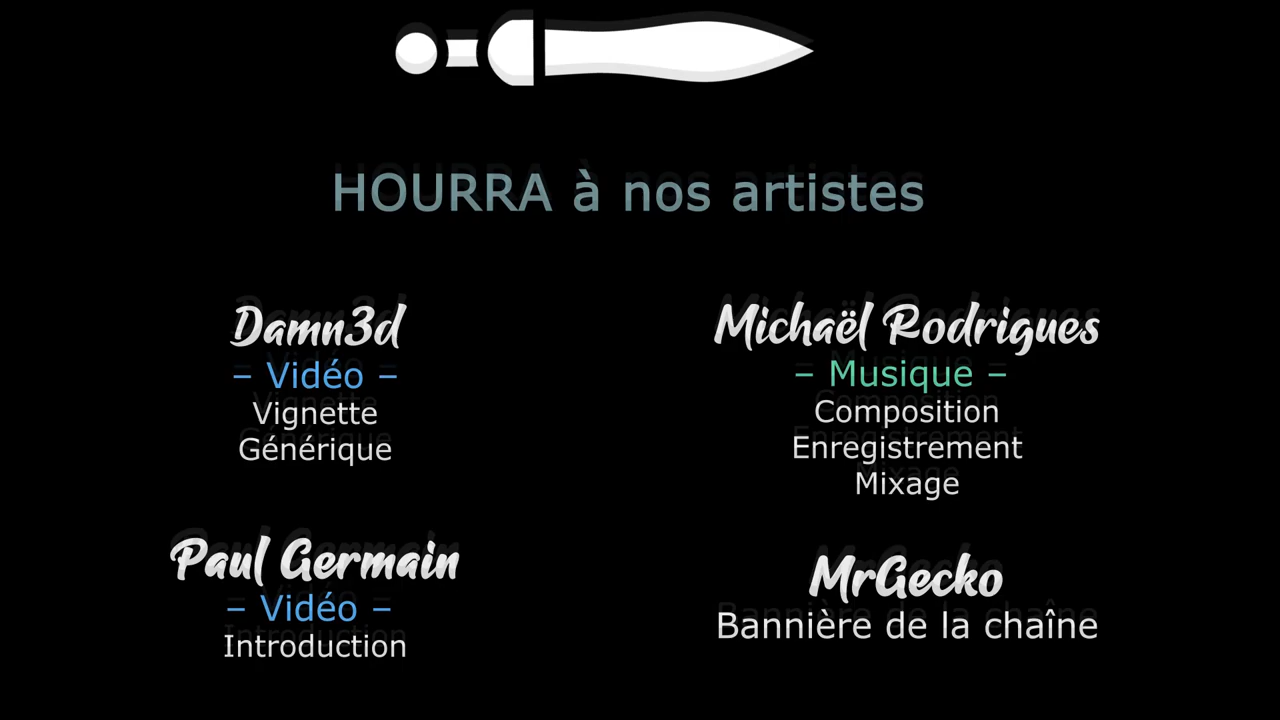 HOURRA à nos artistes
Damn3d
– Vidéo –
Vignette
Générique
Michaël Rodrigues
– Musique –
Composition
Enregistrement
Mixage
Paul Germain
– Vidéo –
Introduction
MrGecko
Bannière de la chaîne